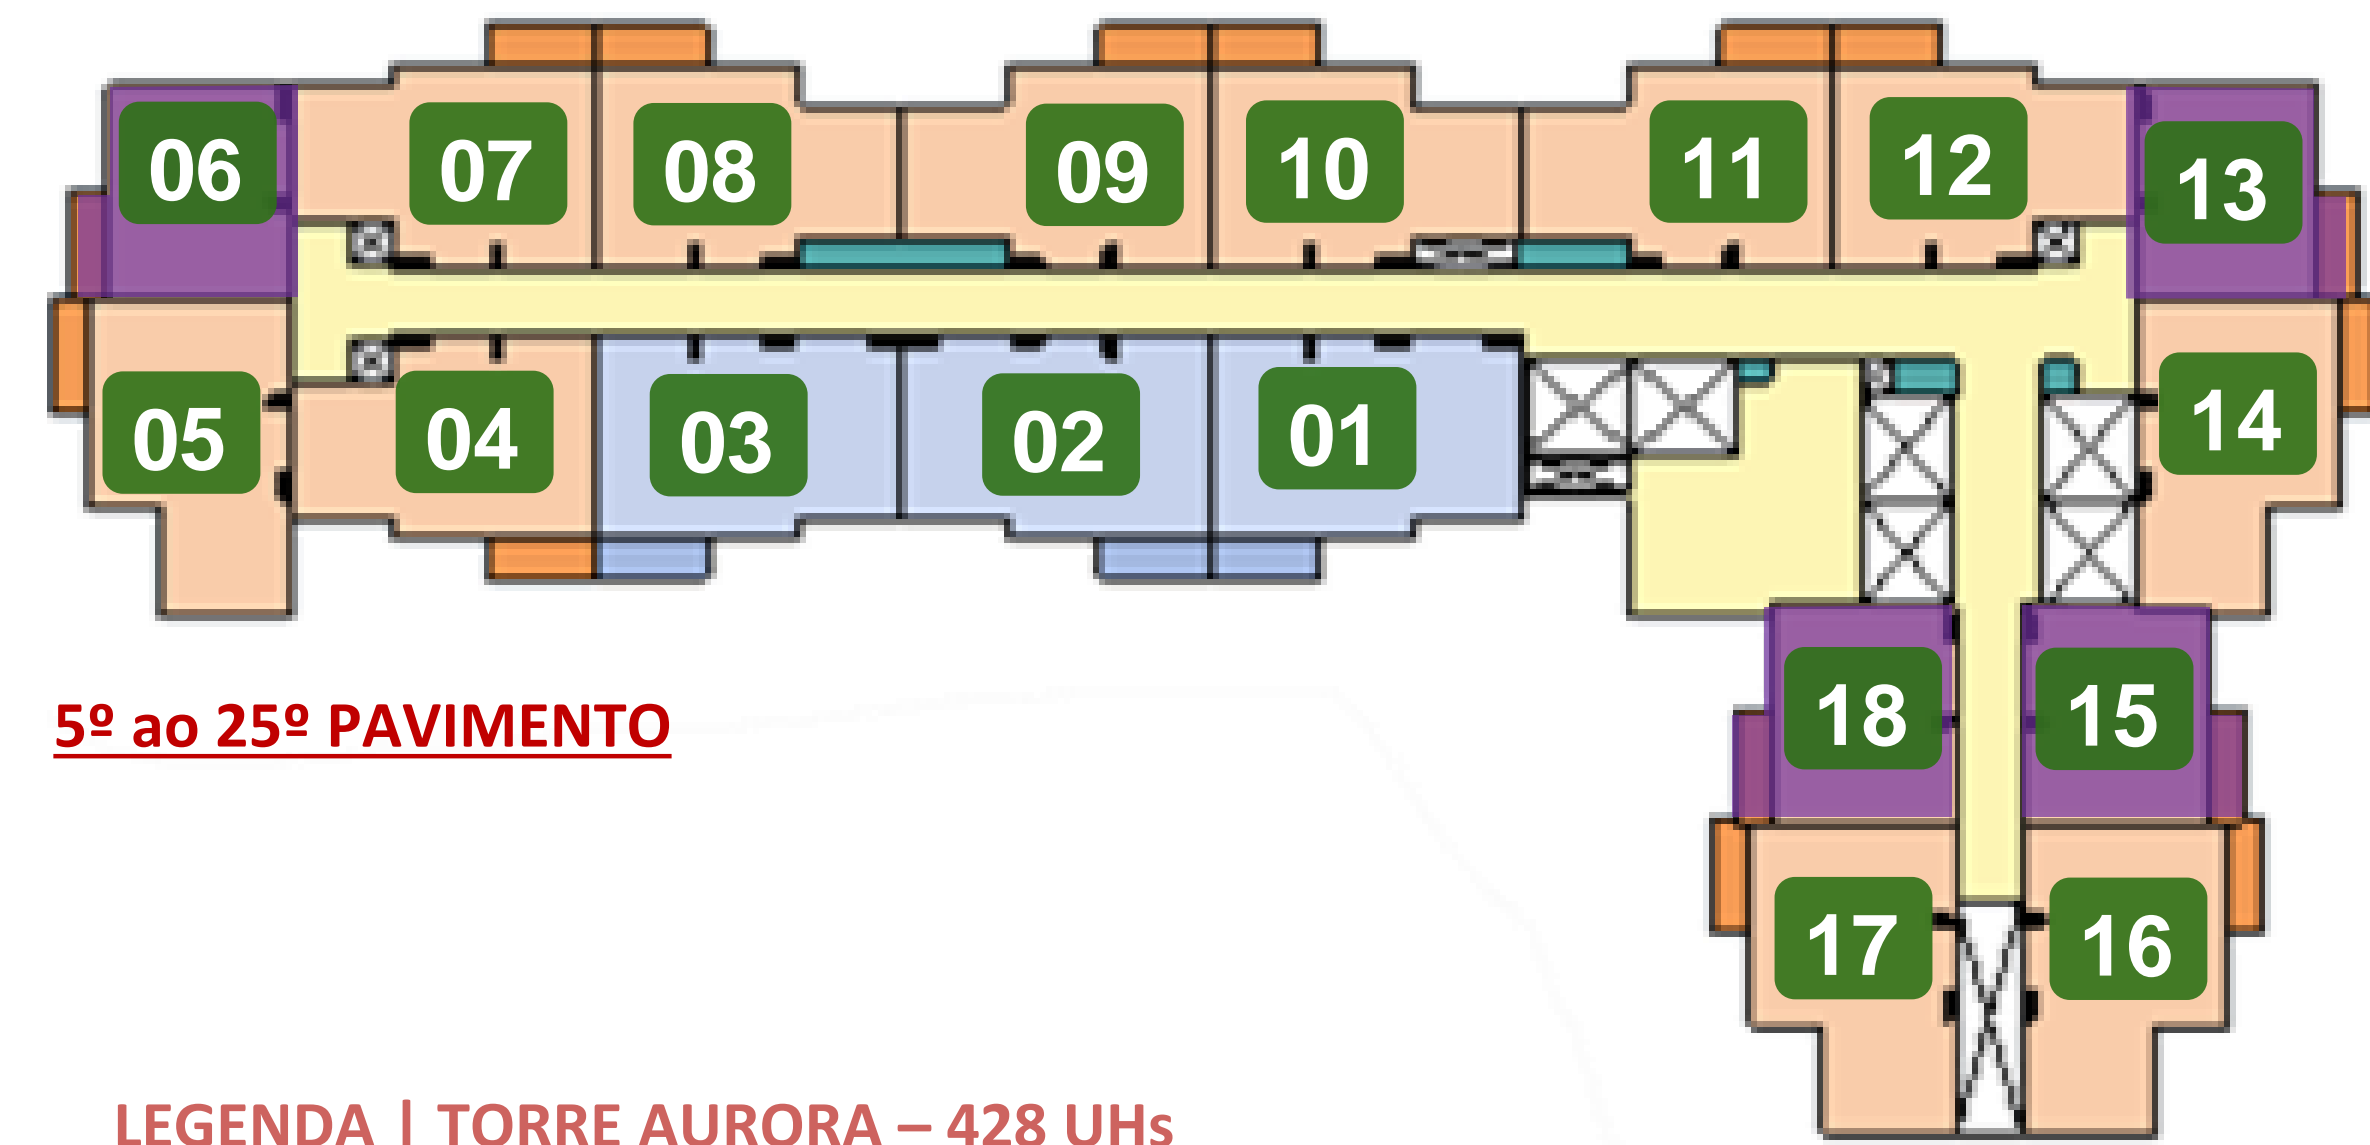 06 07 08 09 10 11 12 13
05 04 03 02 01 14
5º ao 25º PAVIMENTO
18 15
17 16
LEGENDA | TORRE AURORA – 428 UHs